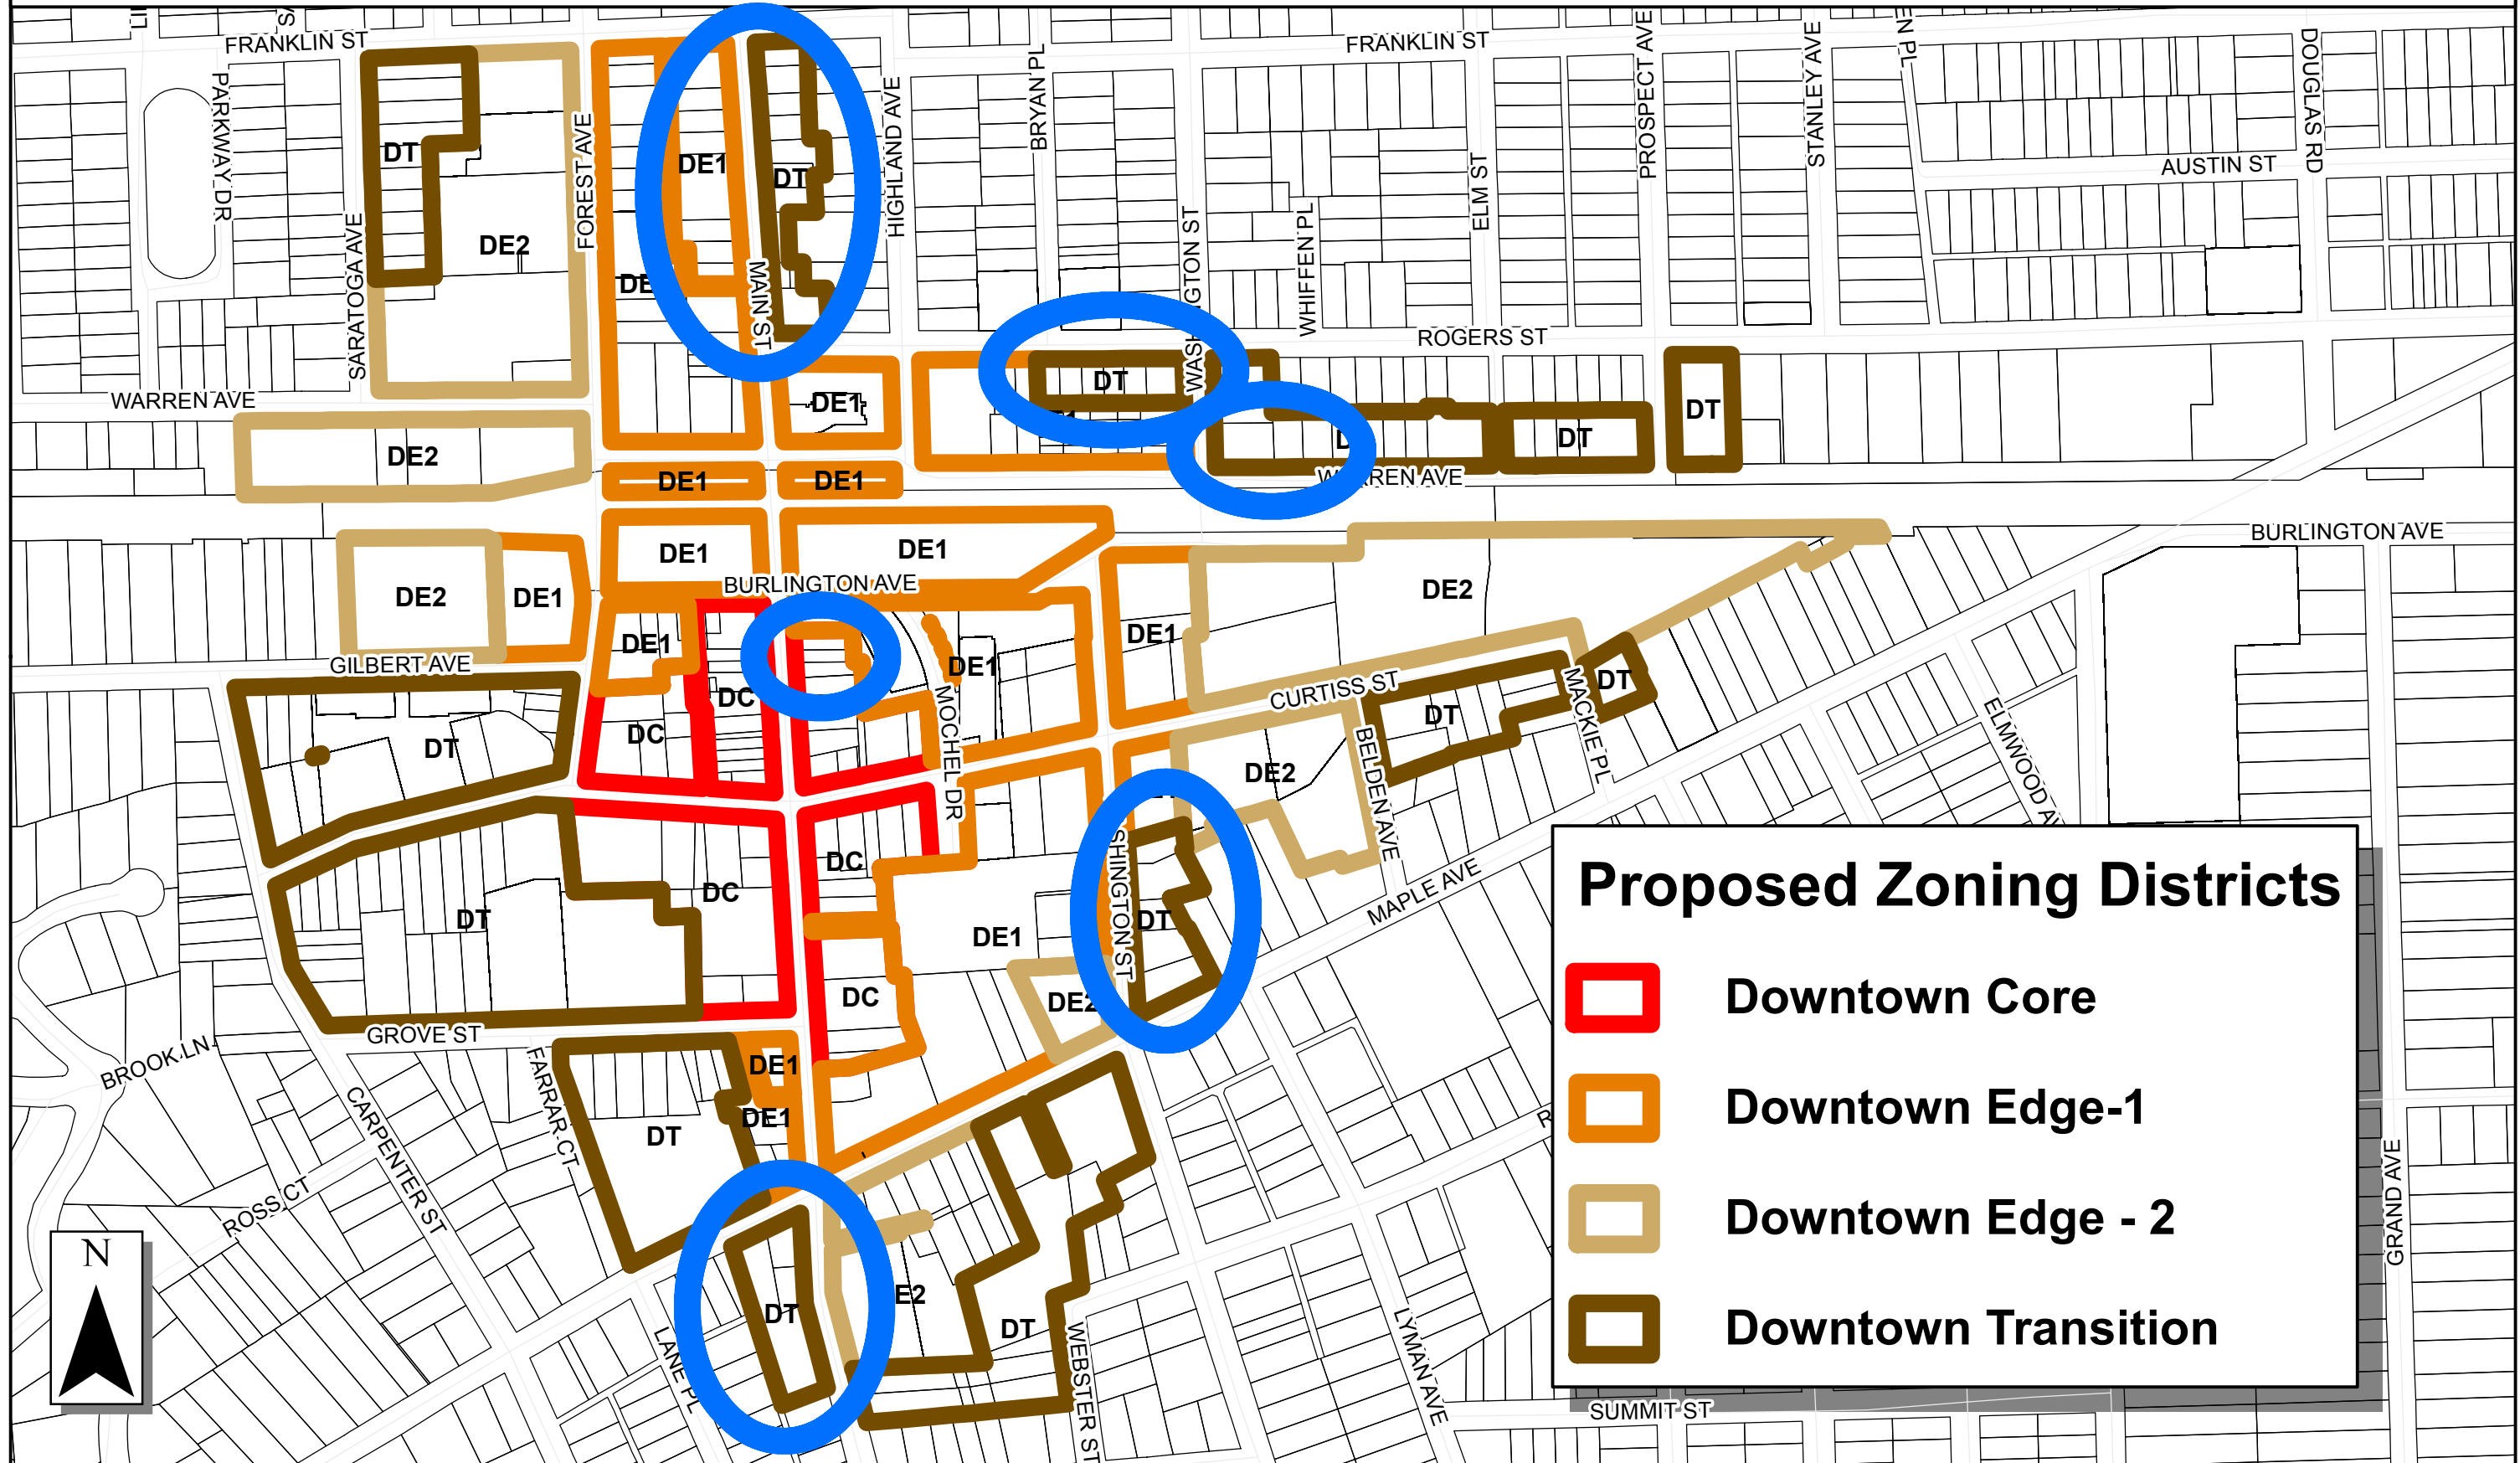 FRANKLIN ST
FRANKLIN ST
PARKWAY DR
SARATOGA AVE
FOREST AVE
MAIN ST
HIGHLAND AVE
BRYAN PL
WHIFFEN PL
ELM ST
PROSPECT AVE
STANLEY AVE
AUSTIN ST
DOUGLAS RD
DT
DE2
DE1
DT
ROGERS ST
WARREN AVE
DE2
DE1
DT
DT
DT
DE1
DE1
BURLINGTON AVE
DE1
DE1
BURLINGTON AVE
DE2
DE1
DE2
GILBERT AVE
DE1
DE1
DE1
DC
DC
DT
MOCHEL DR
CURTISS ST
DT
DT
MACKIE PL
BELDEN AVE
DE2
ELMWOOD AV
MAPLE AVE
DC
DC
DT
DE1
DT
DC
DE2
GROVE ST
BROOK LN
FARRAR CT
CARPENTER ST
ROSS CT
DE1
DE1
DT
DT
E2
DT
LANE PL
WEBSTER ST
LYMAN AVE
SUMMIT ST
GRAND AVE
N
Proposed Zoning Districts
Downtown Core
Downtown Edge-1
Downtown Edge - 2
Downtown Transition